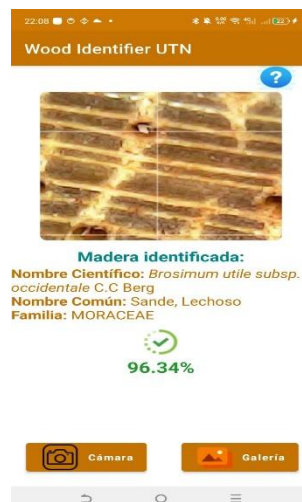 22:08
Wood Identifier UTN
?
Madera identificada:
Nombre Científico: Brosimum utile subsp.
occidentale C.C Berg
Nombre Común: Sande, Lechoso
Familia: MORACEAE
96.34%
Cámara Galería